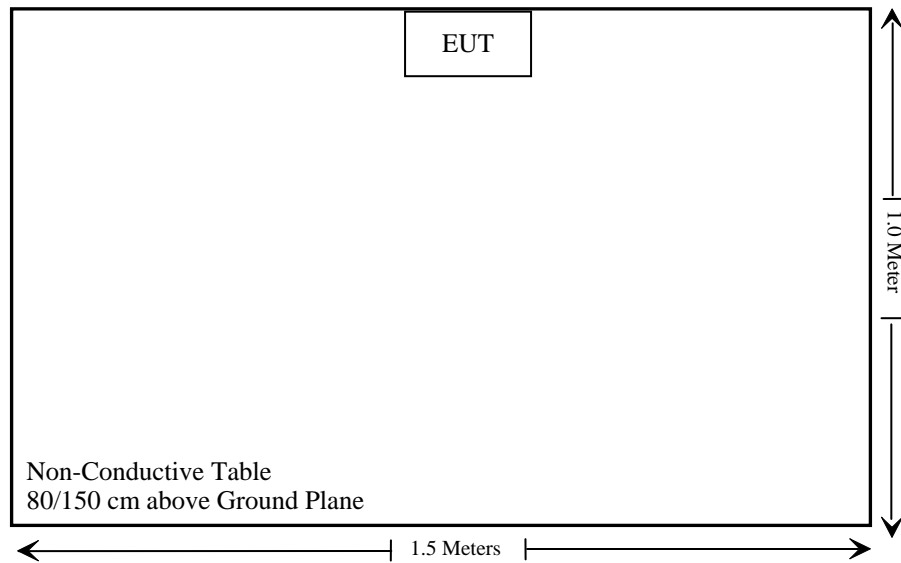 EUT
1.0 Meter
Non-Conductive Table
80/150 cm above Ground Plane
1.5 Meters